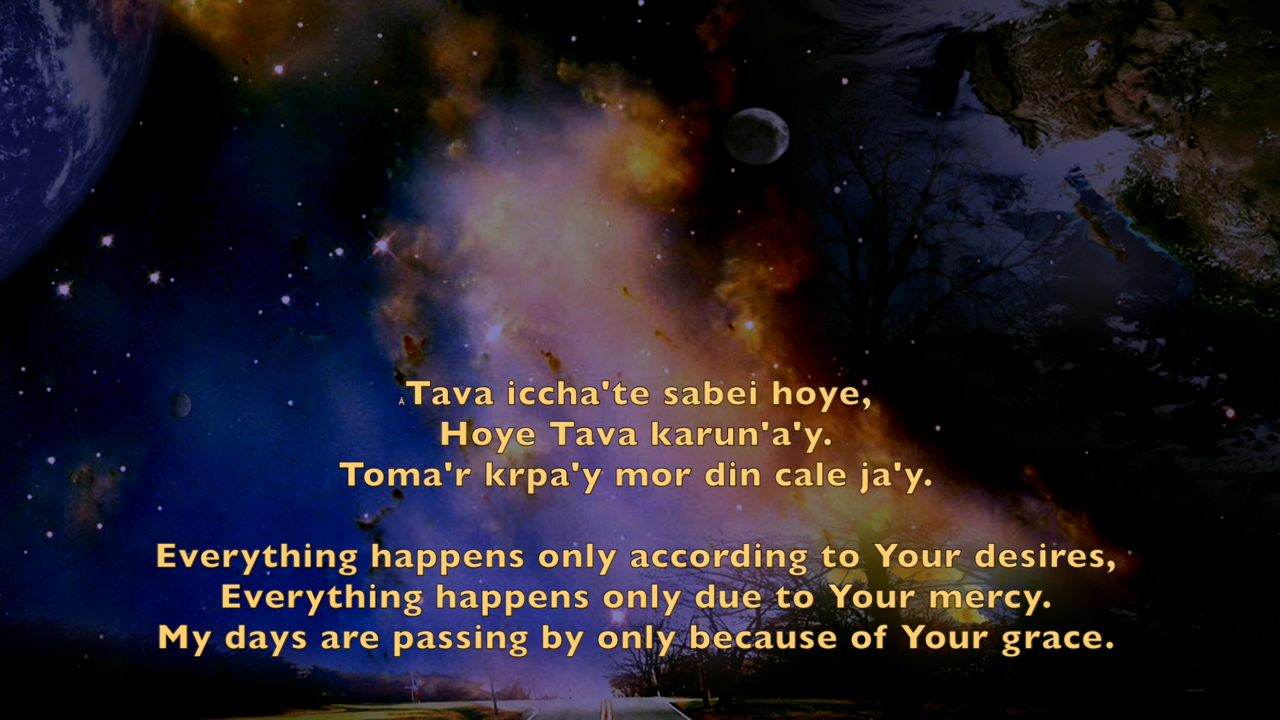 Tava iccha'te sabei hoye,
Hoye Tava karun'a'y.
Toma'r krpa'y mor din cale ja'y.
Everything happens only according to Your desires,
Everything happens only due to Your mercy.
My days are passing by only because of Your grace.